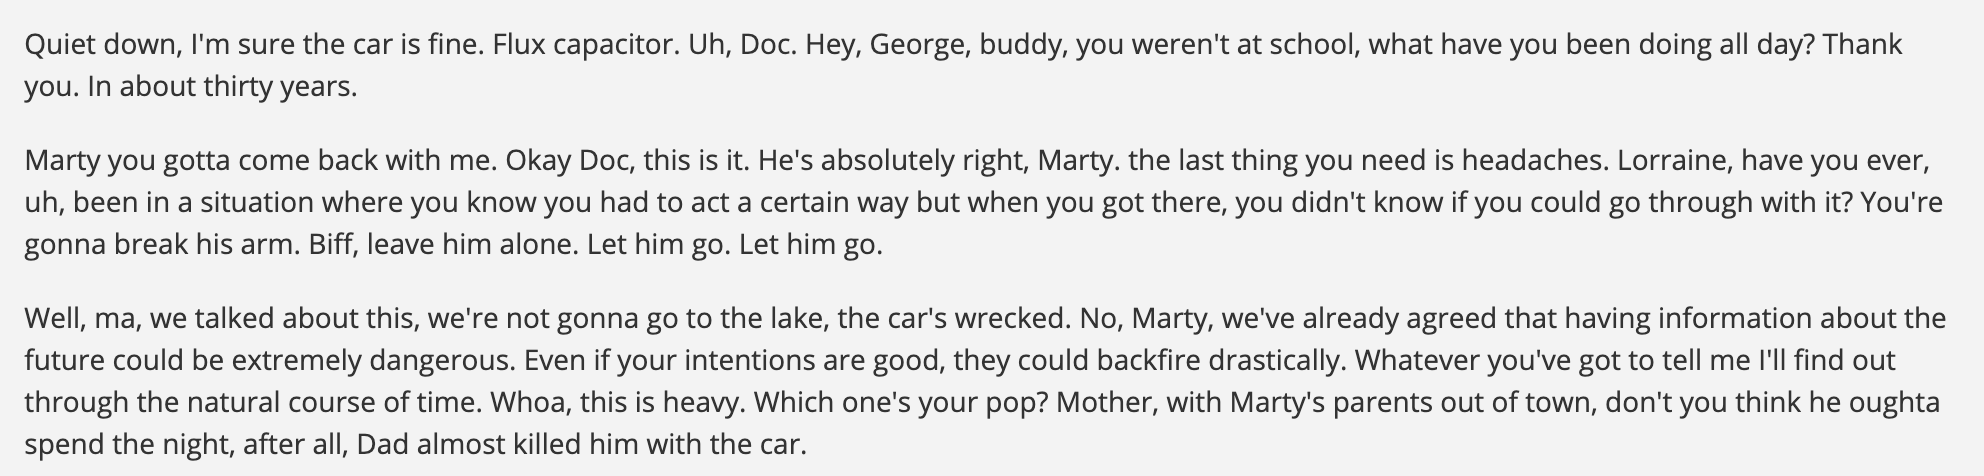 Quiet down, I'm sure the car is fine. Flux capacitor. Uh, Doc. Hey, George, buddy, you weren't at school, what have you been doing all day? Thank
you. In about thirty years.
Marty you gotta come back with me. Okay Doc, this is it. He's absolutely right, Marty. the last thing you need is headaches. Lorraine, have you ever,
uh, been in a situation where you know you had to act a certain way but when you got there, you didn't know if you could go through with it? You're
gonna break his arm. Biff, leave him alone. Let him go. Let him go.
Well, ma, we talked about this, we're not gonna go to the lake, the car's wrecked. No, Marty, we've already agreed that having information about the
future could be extremely dangerous. Even if your intentions are good, they could backfire drastically. Whatever you've got to tell me I'll find out
through the natural course of time. Whoa, this is heavy. Which one's your pop? Mother, with Marty's parents out of town, don't you think he oughta
spend the night, after all, Dad almost killed him with the car.